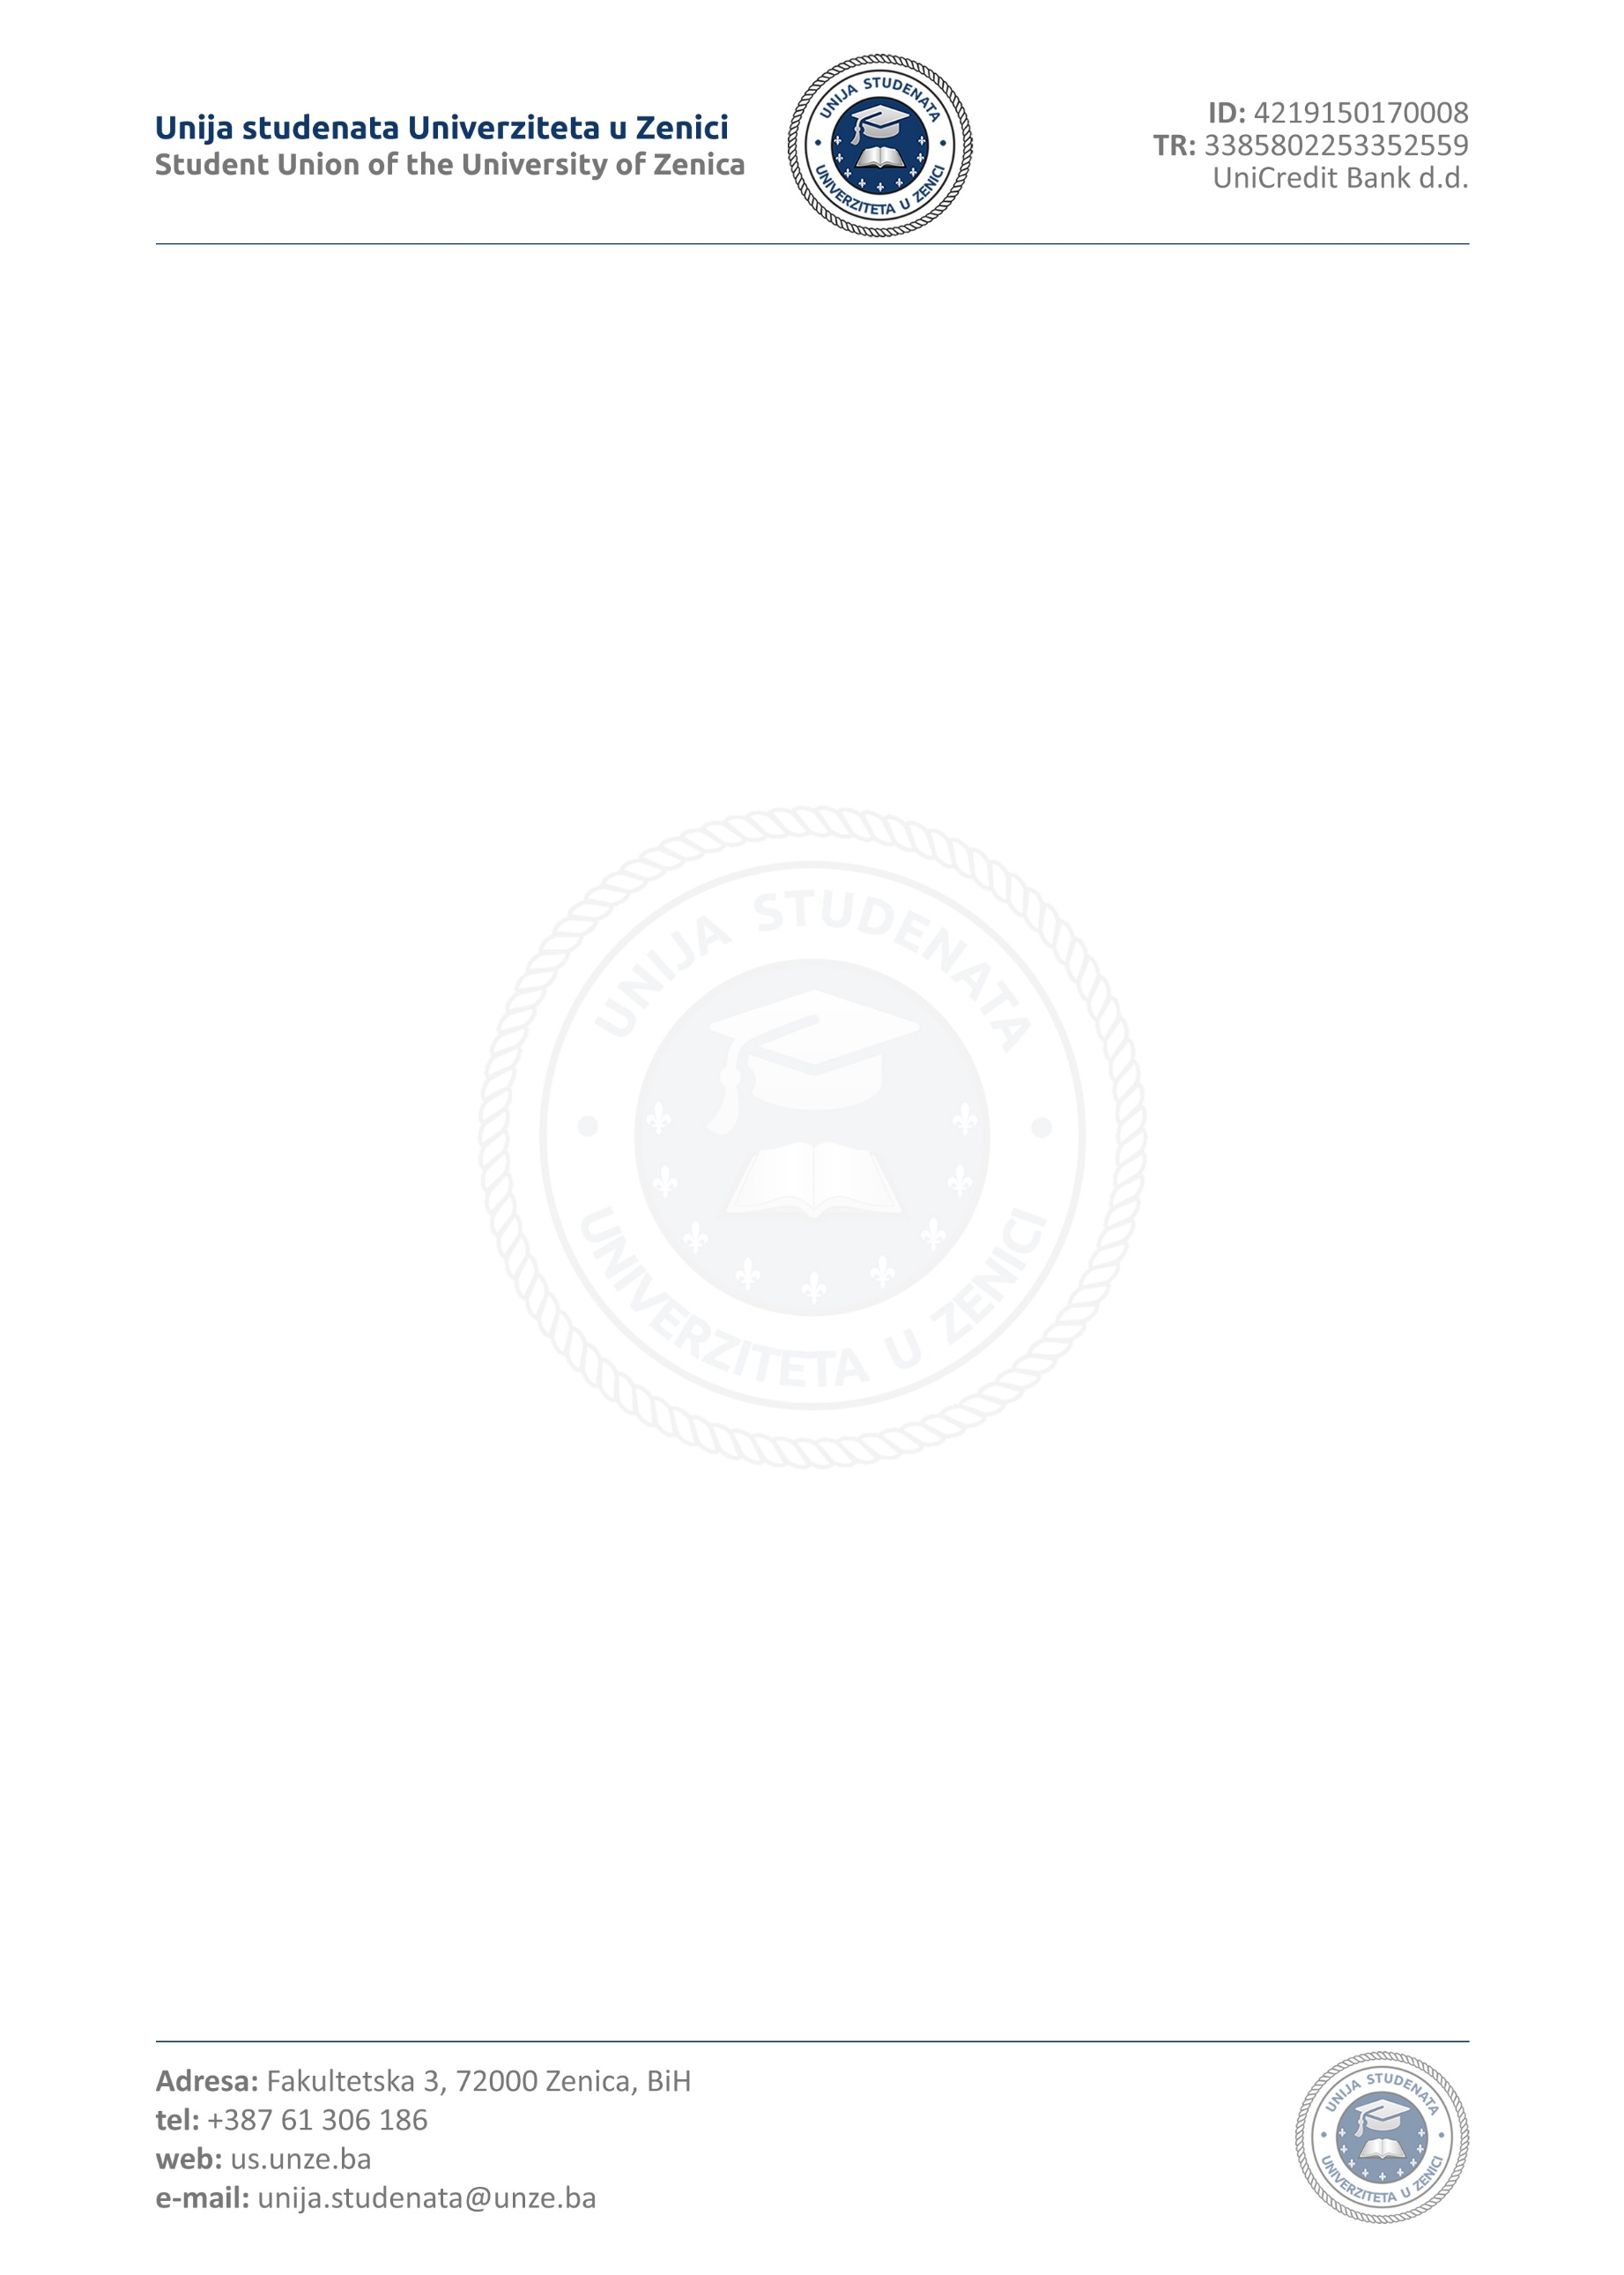 Unija studenata Univerziteta u Zenici
Student Union of the University of Zenica
UNIJA STUDENATA
UNIVERZITETA U ZENICI
ID: 4219150170008
TR: 3385802253352559
UniCredit Bank d.d.
UNIJA STUDENATA
UNIVERZITETA U ZENICI
Adresa: Fakultetska 3, 72000 Zenica, BiH
tel: +387 61 306 186
web: us.unze.ba
e-mail: unija.studenata@unze.ba
UNIJA STUDENATA
UNIVERZITETA U ZENICI